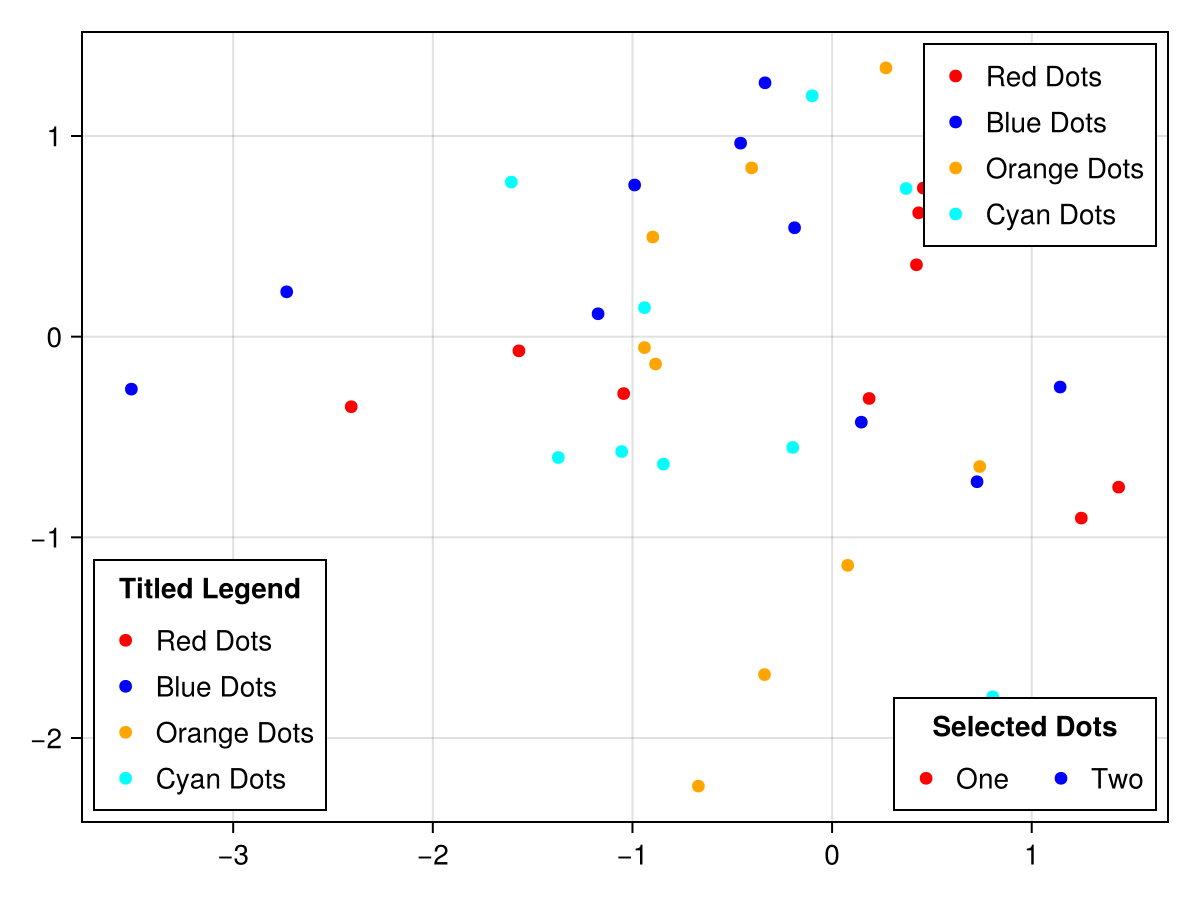 1
0
−1
−2
−3
−2
−1
0
1
Red Dots
Blue Dots
Orange Dots
Cyan Dots
Titled Legend
Red Dots
Blue Dots
Orange Dots
Cyan Dots
Selected Dots
One Two